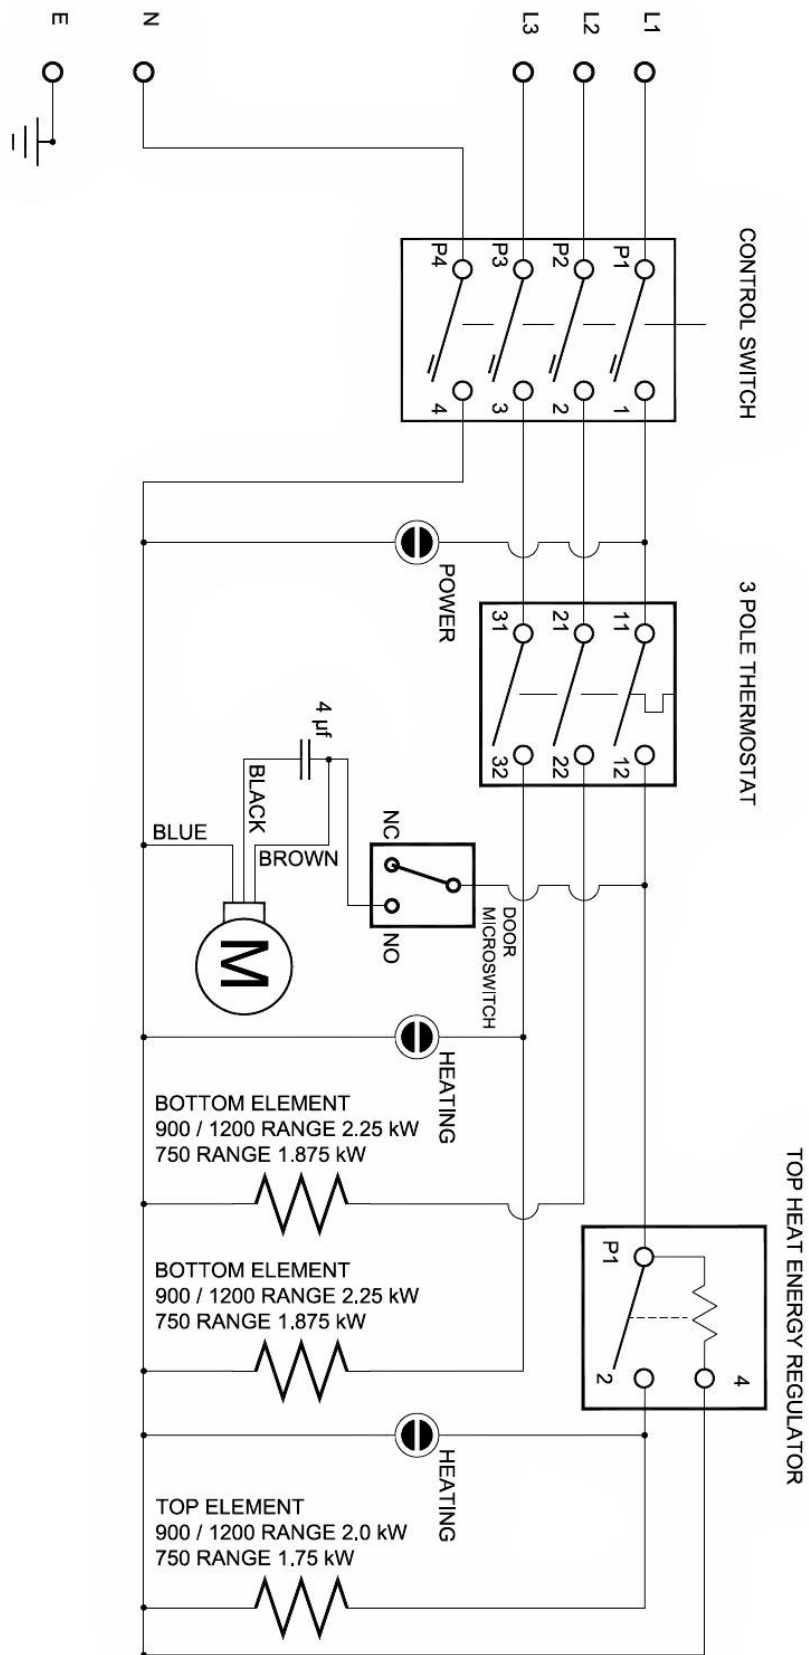 E
N
L3
L2
L1
CONTROL SWITCH
P4
P3
P2
P1
4
3
2
1
POWER
3 POLE THERMOSTAT
31
21
11
32
22
12
4 µf
BLACK
BLUE
BROWN
NC
NO
DOOR
MICROSWITCH
M
HEATING
BOTTOM ELEMENT
900 / 1200 RANGE 2.25 kW
750 RANGE 1.875 kW
TOP HEAT ENERGY REGULATOR
P1
2
4
BOTTOM ELEMENT
900 / 1200 RANGE 2.25 kW
750 RANGE 1.875 kW
HEATING
TOP ELEMENT
900 / 1200 RANGE 2.0 kW
750 RANGE 1.75 kW